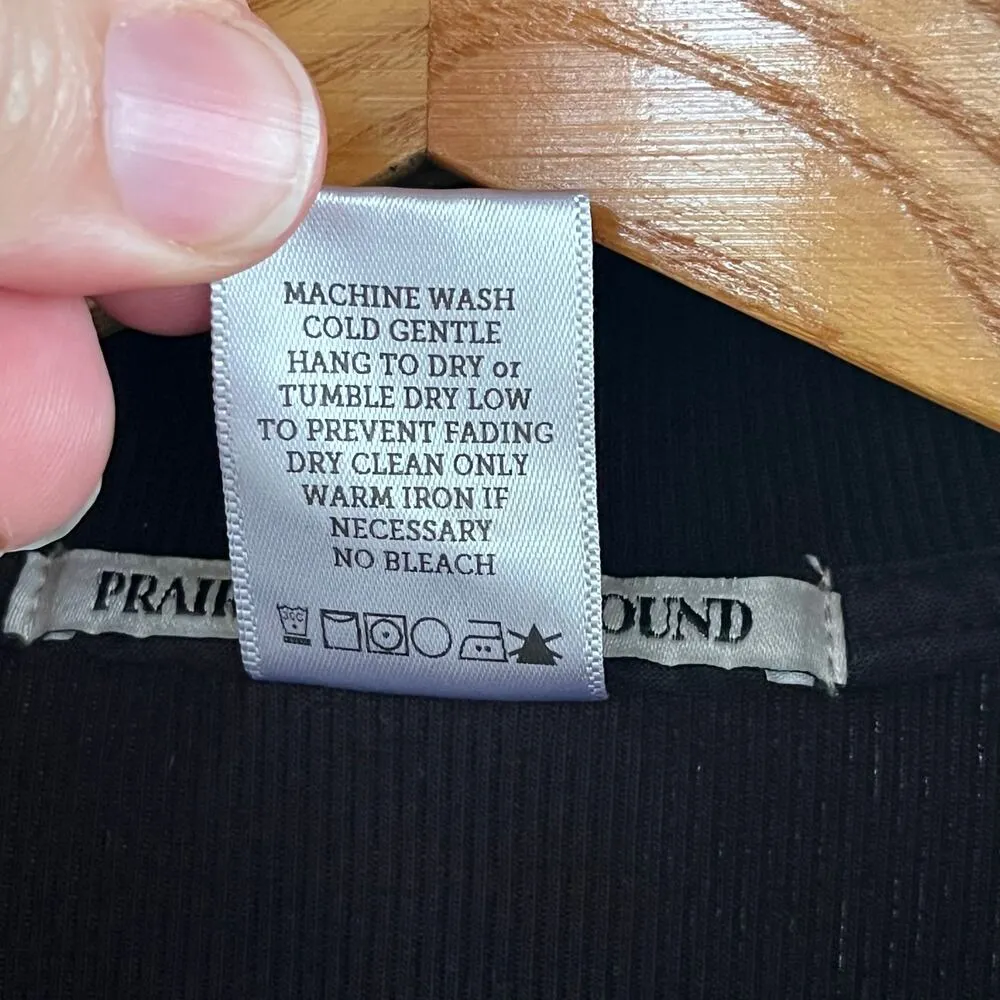 MACHINE WASH
COLD GENTLE
HANG TO DRY or
TUMBLE DRY LOW
TO PREVENT FADING
DRY CLEAN ONLY
WARM IRON IF
NECESSARY
NO BLEACH
PRAIR OUND